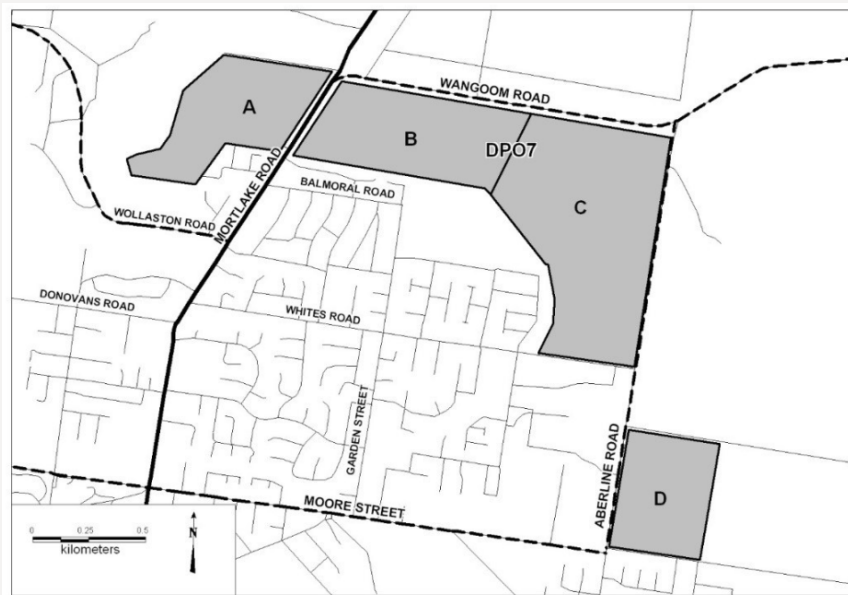 WANGOOM ROAD
A
B
DPO7
C
BALMORAL ROAD
MORTLAKE ROAD
WOLLASTON ROAD
DONOVANS ROAD
WHITES ROAD
GARDEN STREET
ABERLINE ROAD
D
MOORE STREET
0 0.25 0.5
kilometers
N